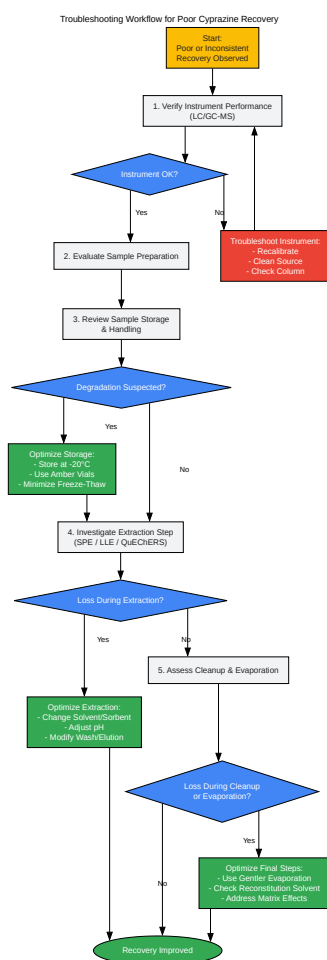 Troubleshooting Workflow for Poor Cyprazine Recovery
Start:
Poor or Inconsistent
Recovery Observed
1. Verify Instrument Performance
(LC/GC-MS)
Instrument OK?
Yes
No
Troubleshoot Instrument:
- Recalibrate
- Clean Source
- Check Column
2. Evaluate Sample Preparation
3. Review Sample Storage
& Handling
Degradation Suspected?
Yes
No
Optimize Storage:
- Store at -20°C
- Use Amber Vials
- Minimize Freeze-Thaw
4. Investigate Extraction Step
(SPE / LLE / QuEChERS)
Loss During Extraction?
Yes
No
5. Assess Cleanup & Evaporation
Optimize Extraction:
- Change Solvent/Sorbent
- Adjust pH
- Modify Wash/Elution
Loss During Cleanup
or Evaporation?
Yes
No
Optimize Final Steps:
- Use Gentler Evaporation
- Check Reconstitution Solvent
- Address Matrix Effects
Recovery Improved